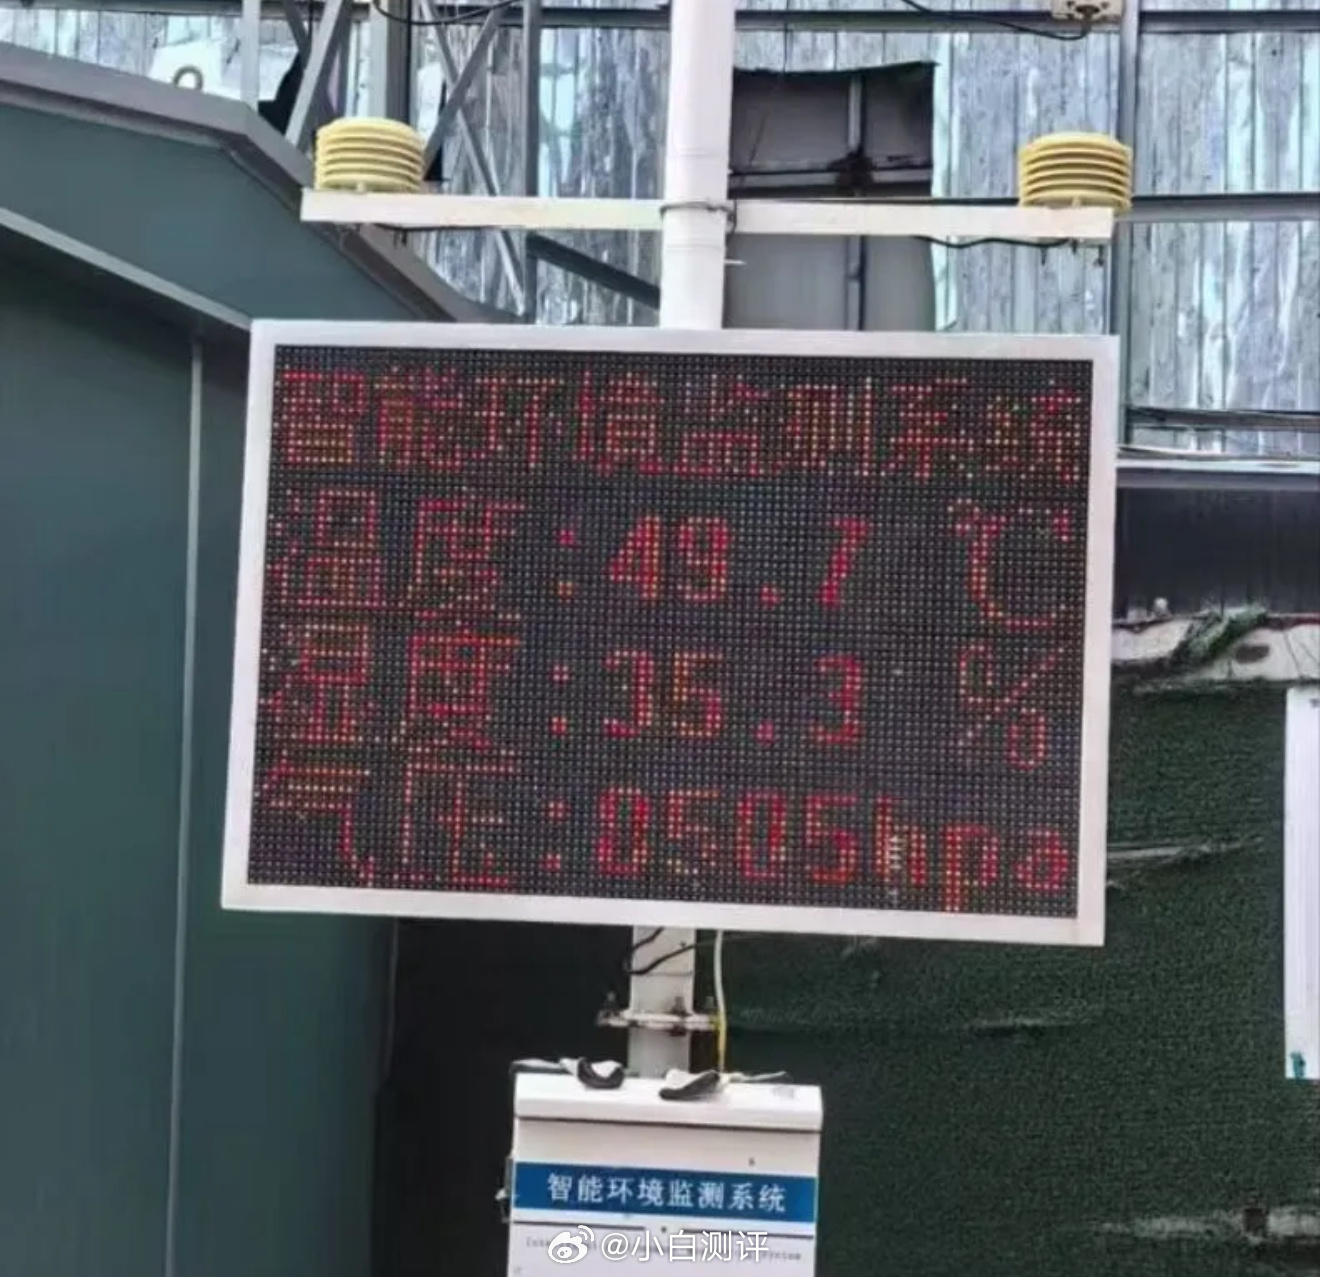 智能环境监测系统
温度:49.7 ℃
湿度:36.3 %
气压:0505hpa
智能环境监测系统
@小白测评